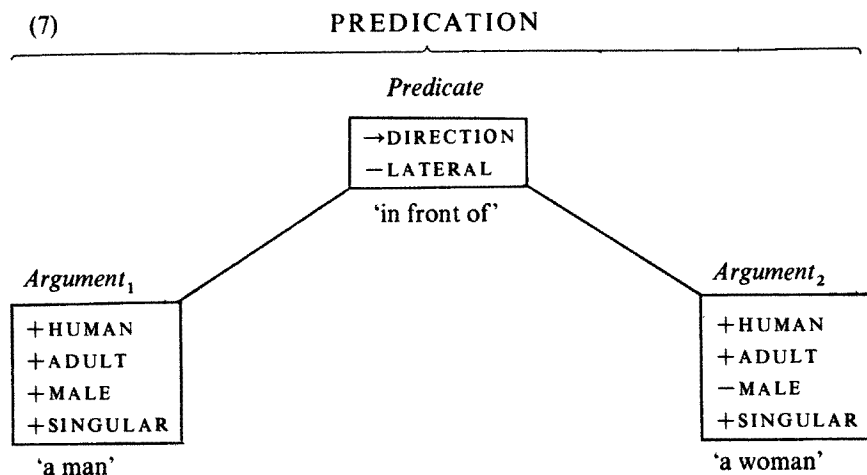 (7) PREDICATION
Predicate
→DIRECTION
−LATERAL
'in front of'
Argument₁
+HUMAN
+ADULT
+MALE
+SINGULAR
'a man'
Argument₂
+HUMAN
+ADULT
−MALE
+SINGULAR
'a woman'